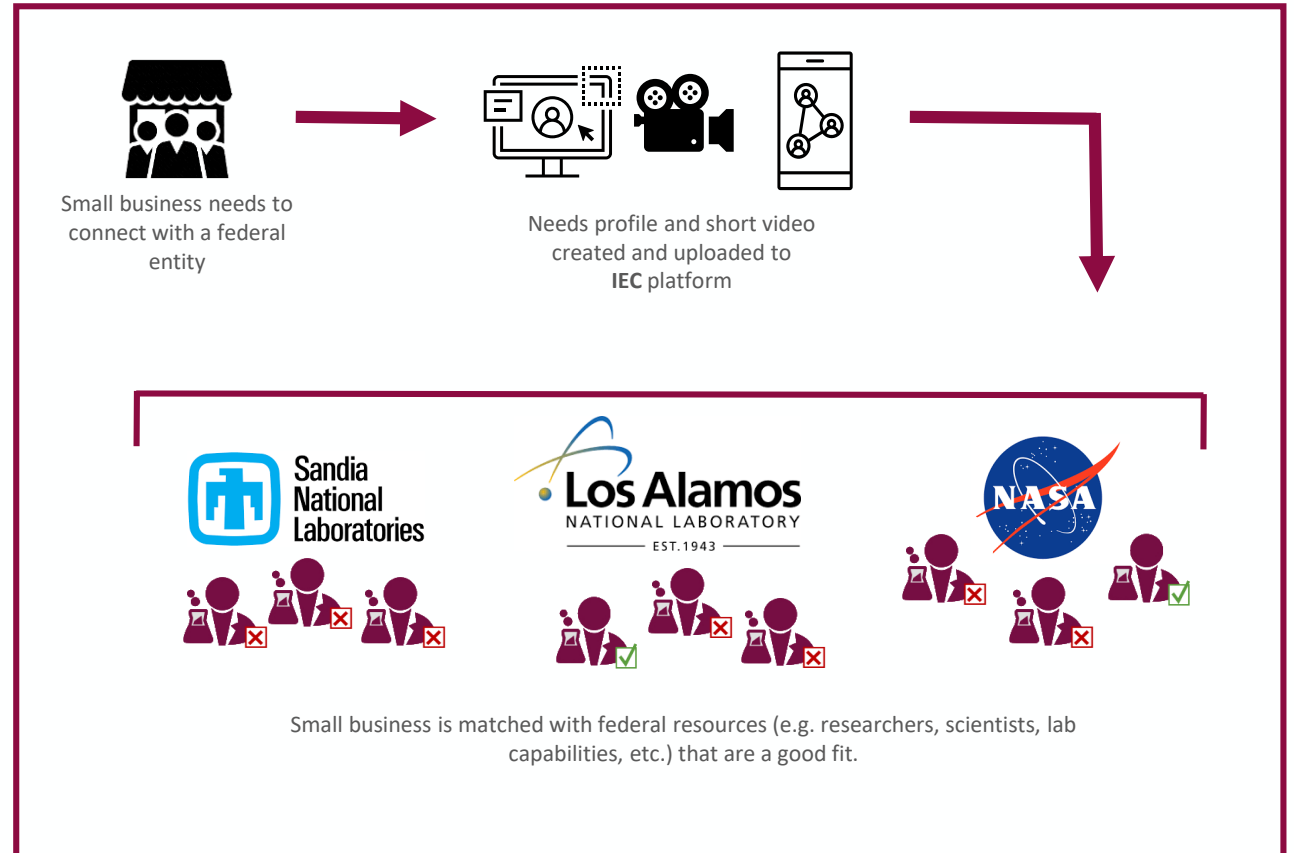 Small business needs to
connect with a federal
entity
Needs profile and short video
created and uploaded to
IEC platform
Sandia
National
Laboratories
Los Alamos
NATIONAL LABORATORY
EST.1943
NASA
Small business is matched with federal resources (e.g. researchers, scientists, lab
capabilities, etc.) that are a good fit.